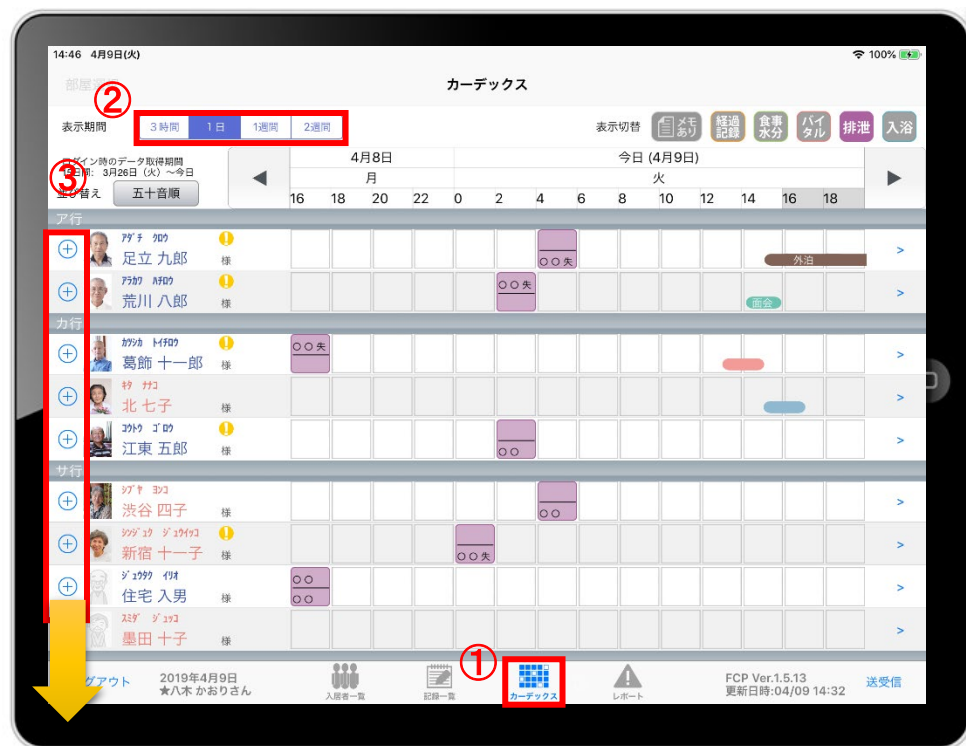 14:46 4月9日(火) 100%
部屋選択 カーデックス
②
表示期間 3時間 1日 1週間 2週間 表示切替 メモあり 経過記録 食事水分 バイタル 排泄 入浴
ログイン時のデータ取得期間
15日間: 3月26日(火)~今日
③
並び替え 五十音順
◀ 4月8日 今日 (4月9日) ▶
月 火
16 18 20 22 0 2 4 6 8 10 12 14 16 18
ア行
アダチ クロウ
足立 九郎 様 ○○失 外泊 >
アラカワ ハチロウ
荒川 八郎 様 ○○失 面会 >
カ行
カツシカ トイチロウ
葛飾 十一郎 様 ○○失 >
キタ ナナコ
北 七子 様 >
コウトウ ゴロウ
江東 五郎 様 ○○ >
サ行
シブヤ ヨンコ
渋谷 四子 様 ○○ >
シンジュク ジュウイチコ
新宿 十一子 様 ○○失 >
ジュウタク イリオ
住宅 入男 様 ○○ ○○ >
スミダ ジュッコ
墨田 十子 様 >
①
グアウト 2019年4月9日 入居者一覧 記録一覧 カーデックス レポート FCP Ver.1.5.13 送受信
★八木 かおりさん 更新日時:04/09 14:32